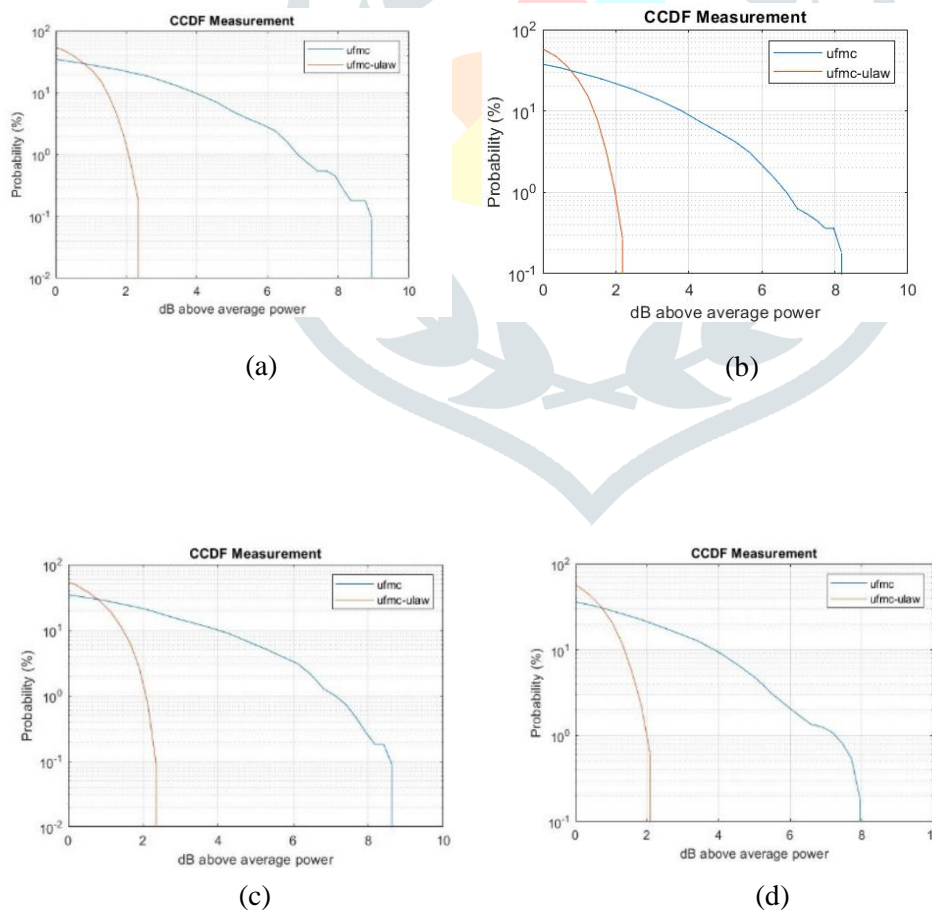 CCDF Measurement
10^2
10^1
10^0
10^-1
10^-2
Probability (%)
ufmc
ufmc-ulaw
0 2 4 6 8 10
dB above average power
(a)
CCDF Measurement
10^2
10^1
10^0
10^-1
Probability (%)
ufmc
ufmc-ulaw
0 2 4 6 8 10
dB above average power
(b)
CCDF Measurement
10^2
10^1
10^0
10^-1
10^-2
Probability (%)
ufmc
ufmc-ulaw
0 2 4 6 8 10
dB above average power
(c)
CCDF Measurement
10^2
10^1
10^0
10^-1
Probability (%)
ufmc
ufmc-ulaw
0 2 4 6 8
dB above average power
(d)